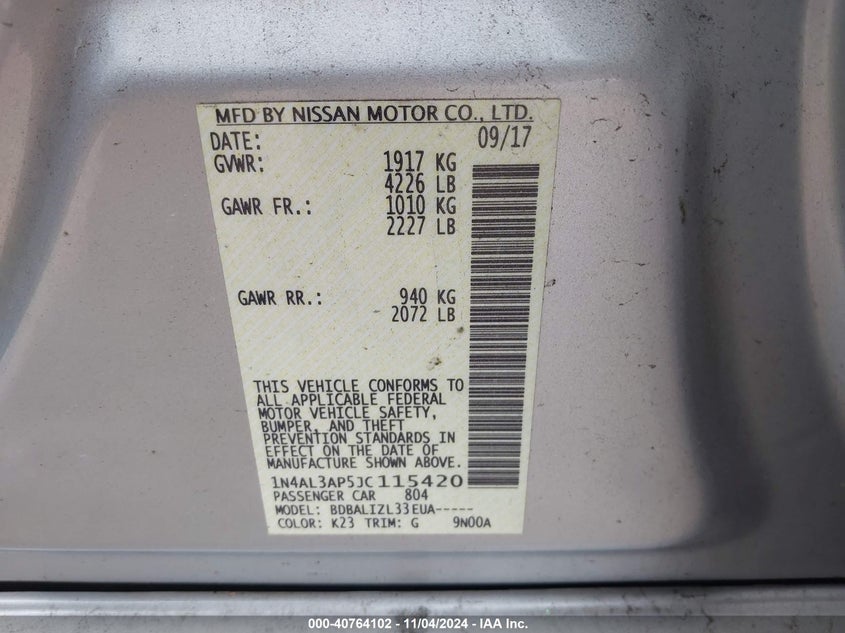 MFD BY NISSAN MOTOR CO., LTD.
DATE: 09/17
GVWR: 1917 KG
4226 LB
GAWR FR.: 1010 KG
2227 LB
GAWR RR.: 940 KG
2072 LB
THIS VEHICLE CONFORMS TO
ALL APPLICABLE FEDERAL
MOTOR VEHICLE SAFETY,
BUMPER, AND THEFT
PREVENTION STANDARDS IN
EFFECT ON THE DATE OF
MANUFACTURE SHOWN ABOVE.
1N4AL3AP5JC115420
PASSENGER CAR 804
MODEL: BDBALIZL33EUA-----
COLOR: K23 TRIM: G 9N00A
000-40764102 - 11/04/2024 - IAA Inc.